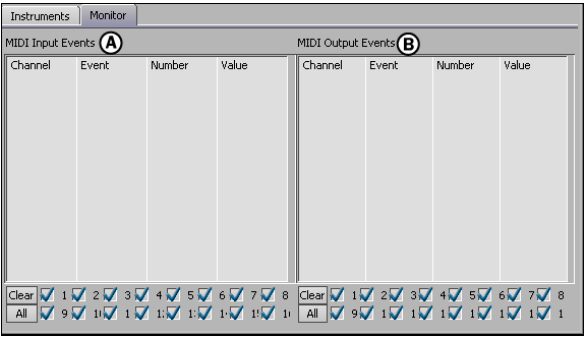 Instruments Monitor
MIDI Input Events A MIDI Output Events B
Channel Event Number Value Channel Event Number Value
Clear 1 2 3 4 5 6 7 8 Clear 1 2 3 4 5 6 7 8
All 9 All 9